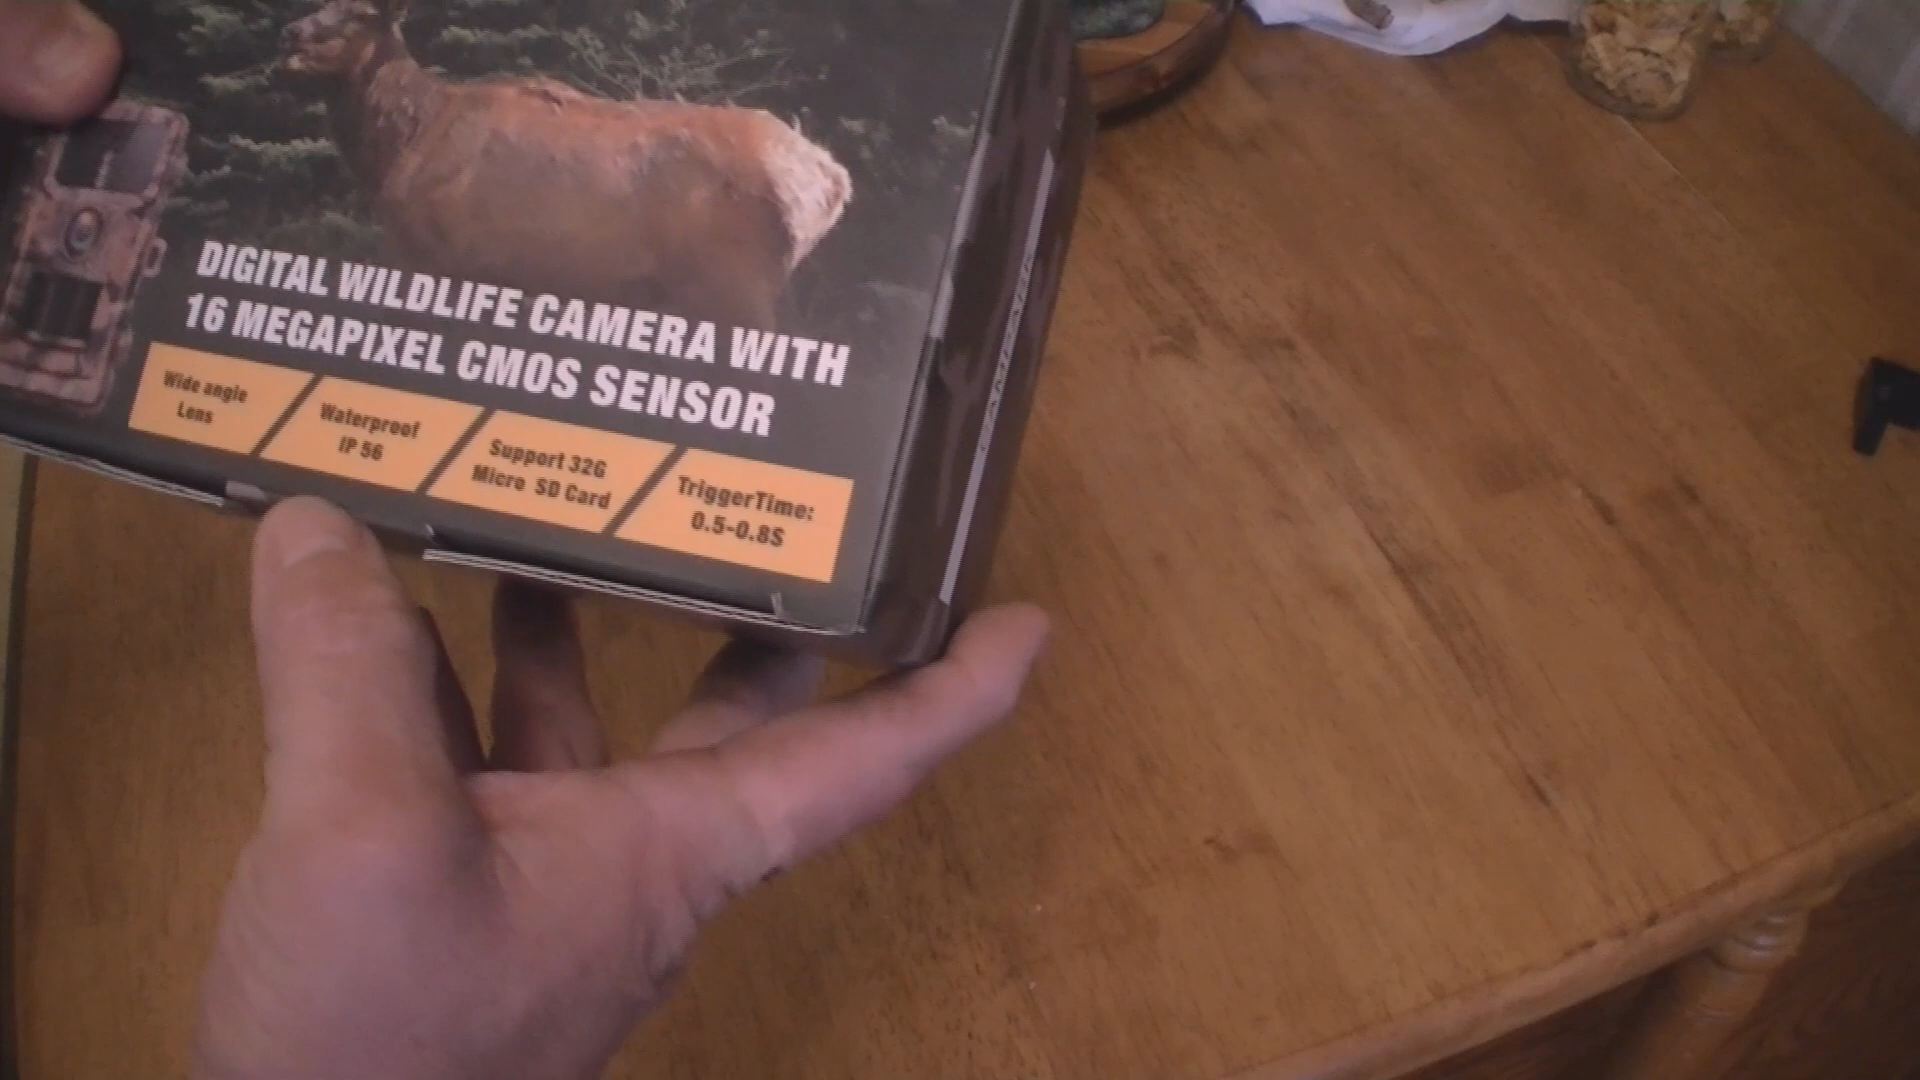 DIGITAL WILDLIFE CAMERA WITH
16 MEGAPIXEL CMOS SENSOR
Wide angle
Lens
Waterproof
IP 56
Support 32G
Micro SD Card
TriggerTime:
0.5-0.8S